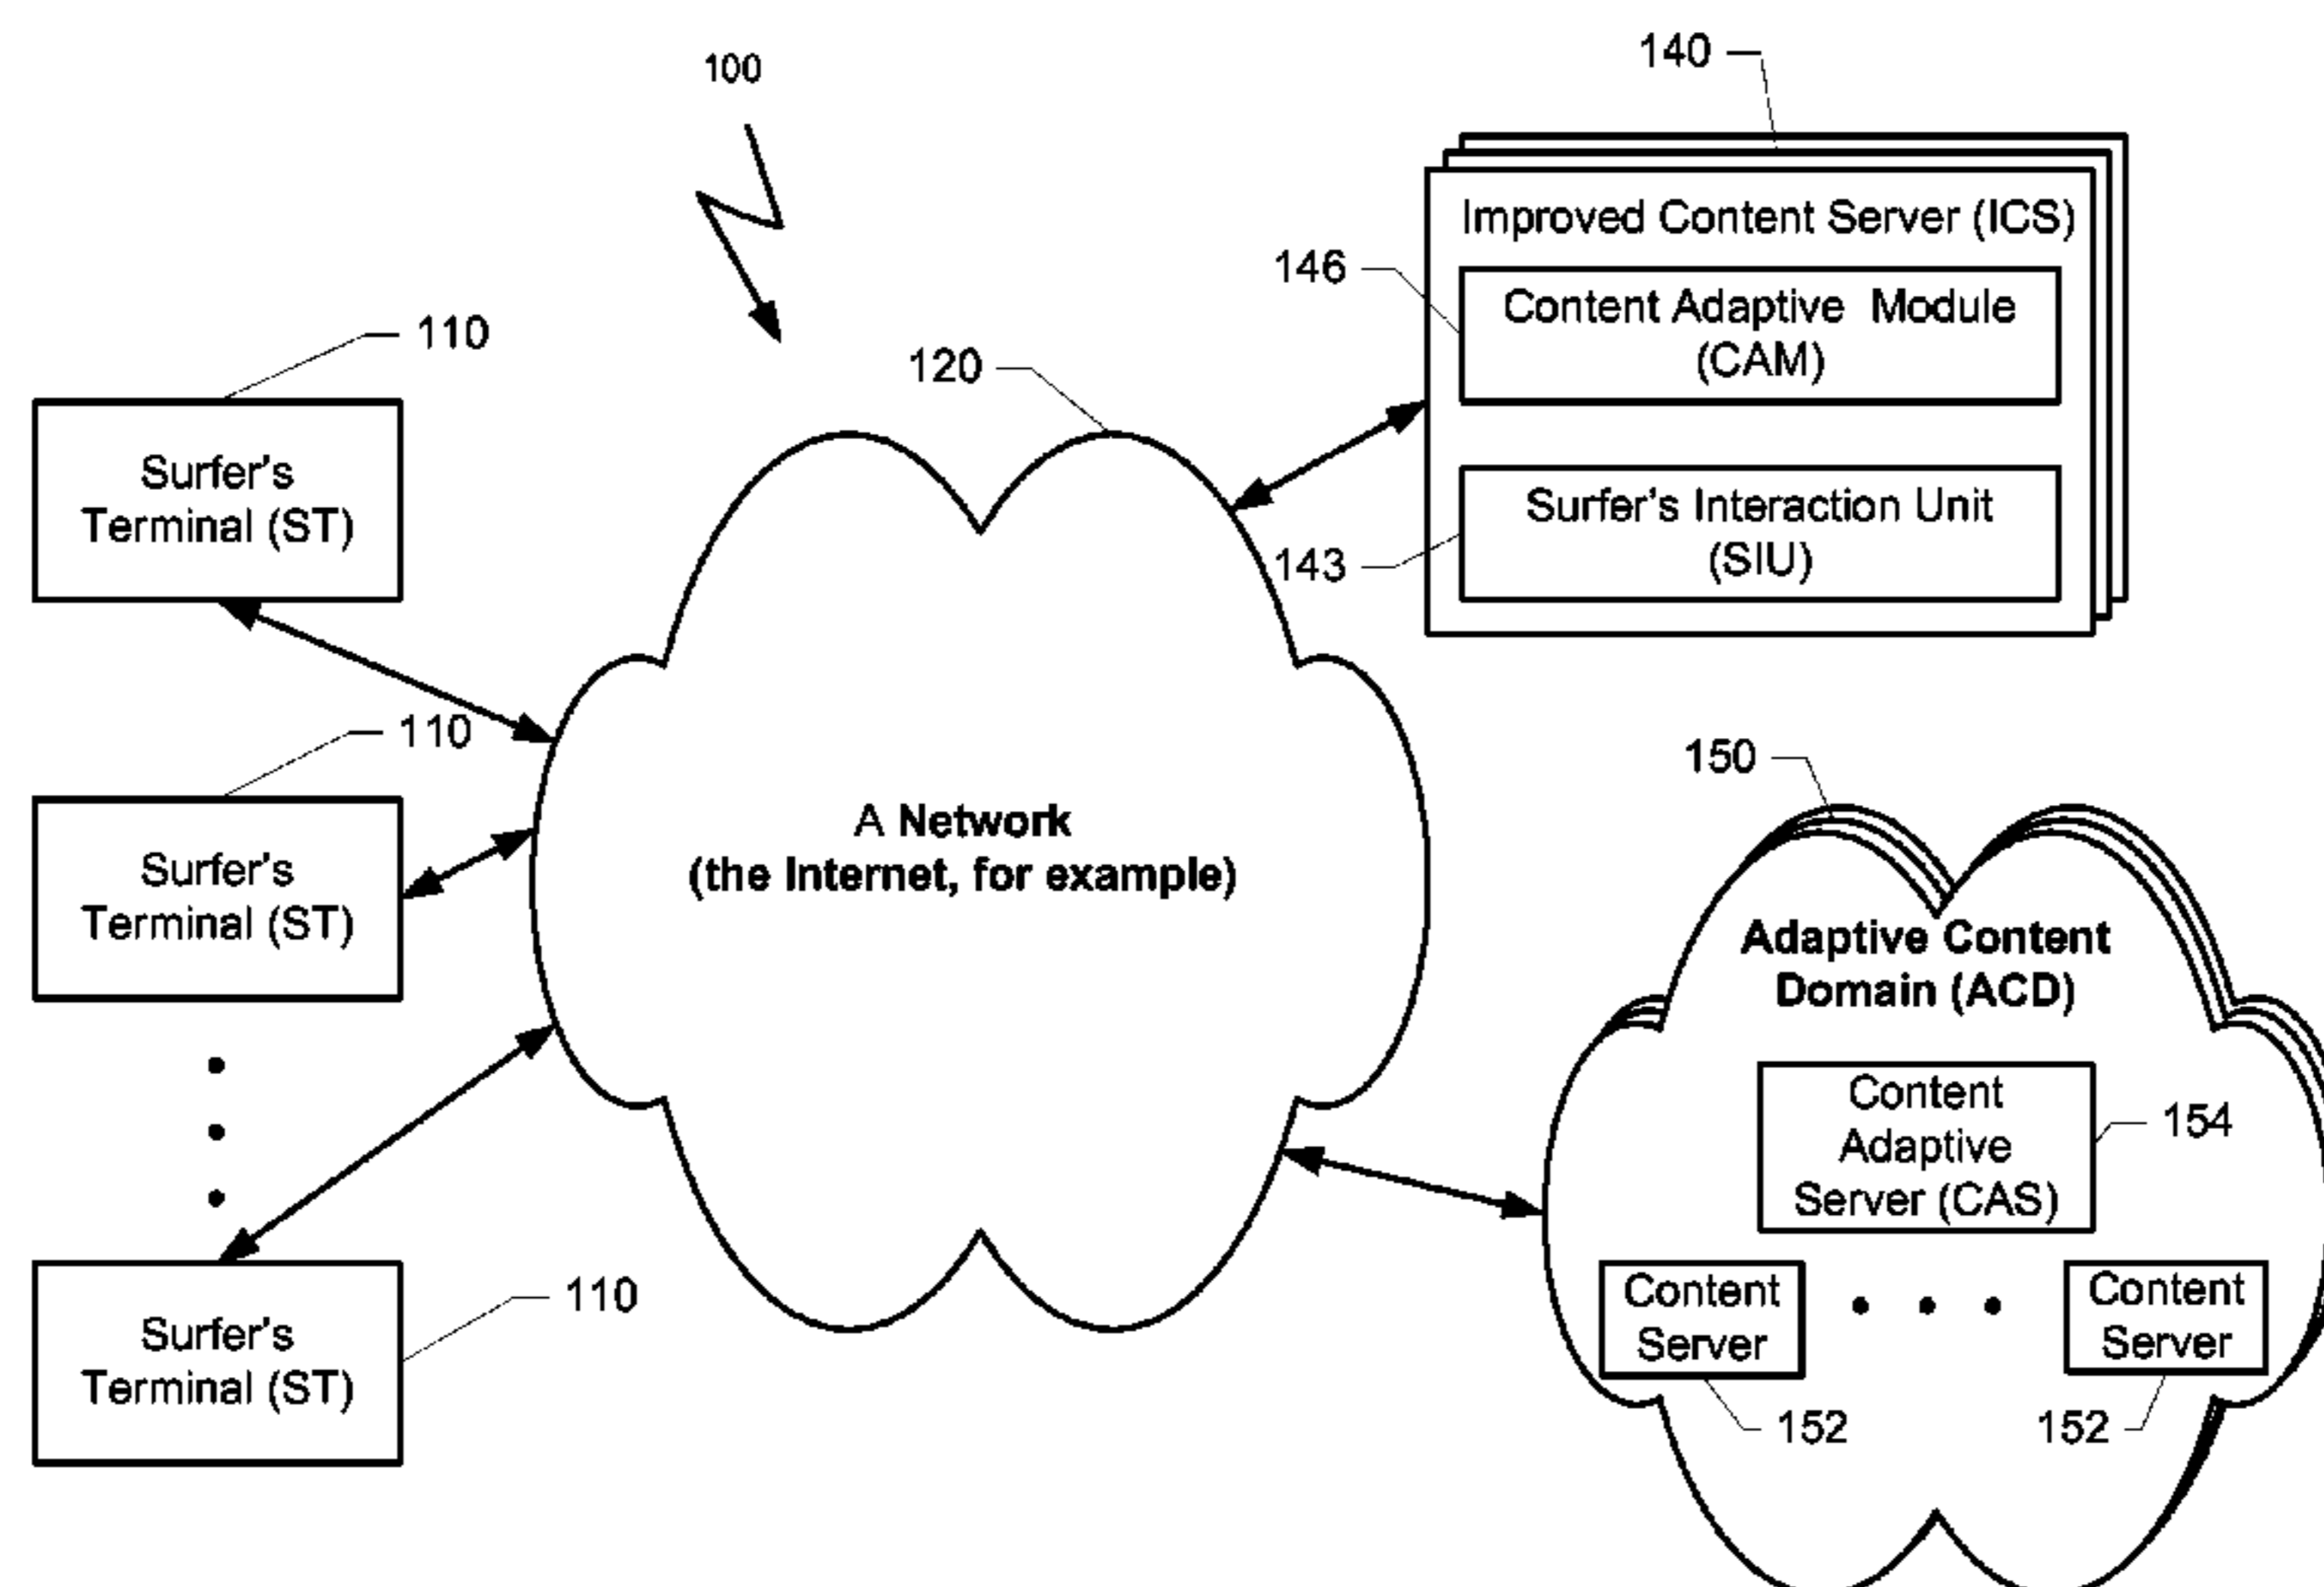 100
140
Improved Content Server (ICS)
146
Content Adaptive Module
(CAM)
110
120
Surfer's
Terminal (ST)
Surfer's Interaction Unit
(SIU)
143
110
150
A Network
(the Internet, for example)
Surfer's
Terminal (ST)
Adaptive Content
Domain (ACD)
Content
Adaptive
Server (CAS)
154
Content
Server
Content
Server
110
Surfer's
Terminal (ST)
152
152